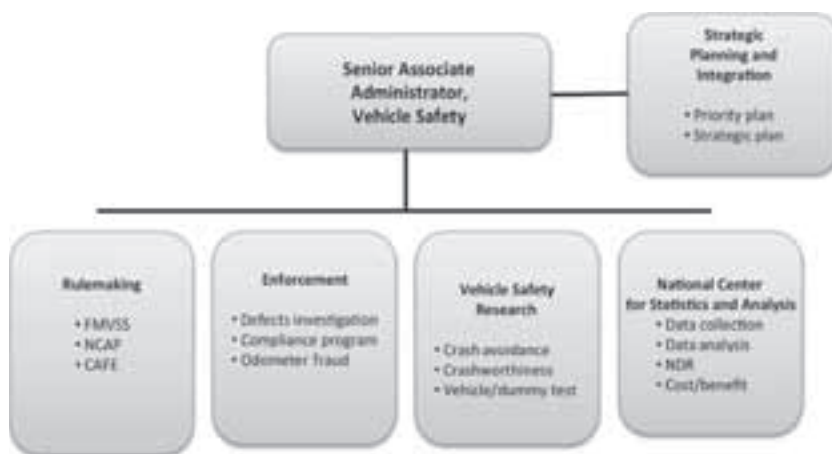 Senior Associate
Administrator,
Vehicle Safety
Strategic
Planning and
Integration
• Priority plan
• Strategic plan
Rulemaking
• FMVSS
• NCAP
• CAFE
Enforcement
• Defects investigation
• Compliance program
• Odometer fraud
Vehicle Safety
Research
• Crash avoidance
• Crashworthiness
• Vehicle/dummy test
National Center
for Statistics and Analysis
• Data collection
• Data analysis
• NDR
• Cost/benefit